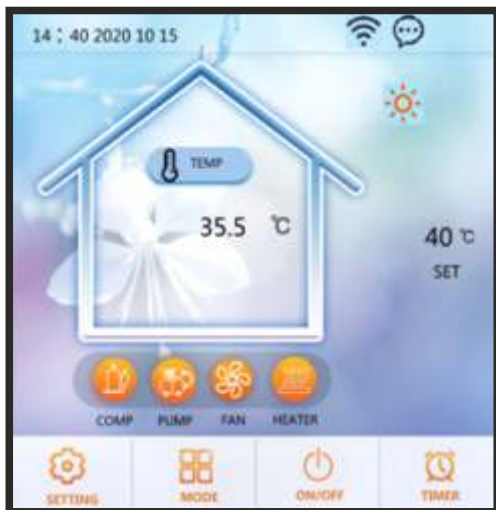 14 : 40 2020 10 15
TEMP
35.5 ℃
40 ℃
SET
COMP PUMP FAN HEATER
SETTING MODE ON/OFF TIMER